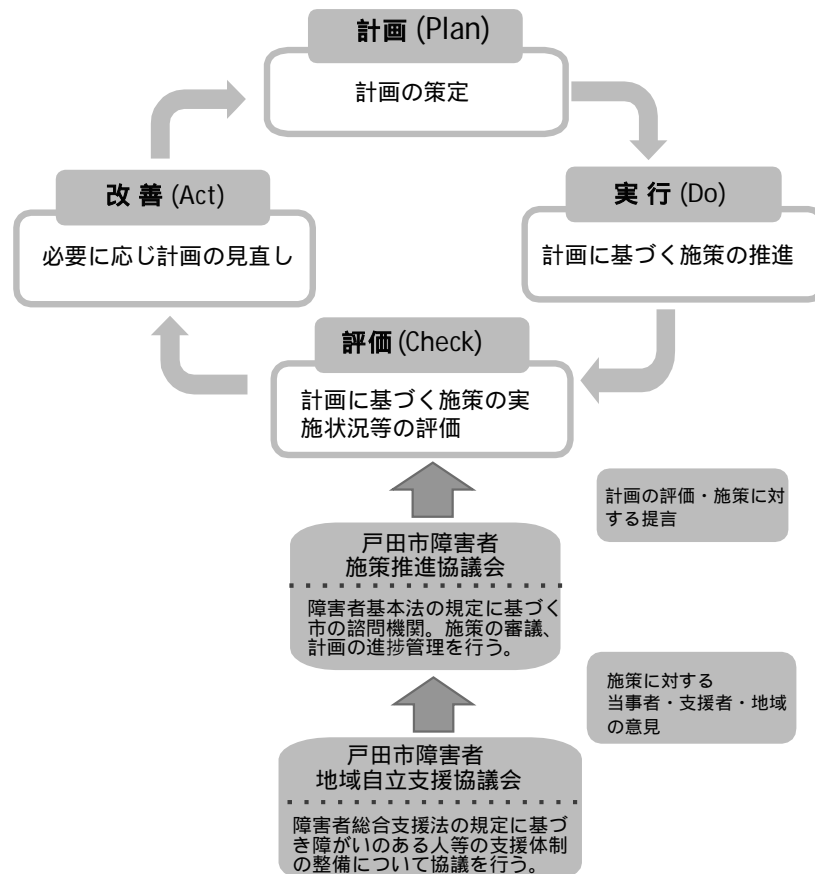 計画 (Plan)
計画の策定
改 善 (Act)
必要に応じ計画の見直し
実 行 (Do)
計画に基づく施策の推進
評価 (Check)
計画に基づく施策の実
施状況等の評価
計画の評価・施策に対
する提言
戸田市障害者
施策推進協議会
障害者基本法の規定に基づく
市の諮問機関。施策の審議、
計画の進捗管理を行う。
施策に対する
当事者・支援者・地域
の意見
戸田市障害者
地域自立支援協議会
障害者総合支援法の規定に基づ
き障がいのある人等の支援体制
の整備について協議を行う。